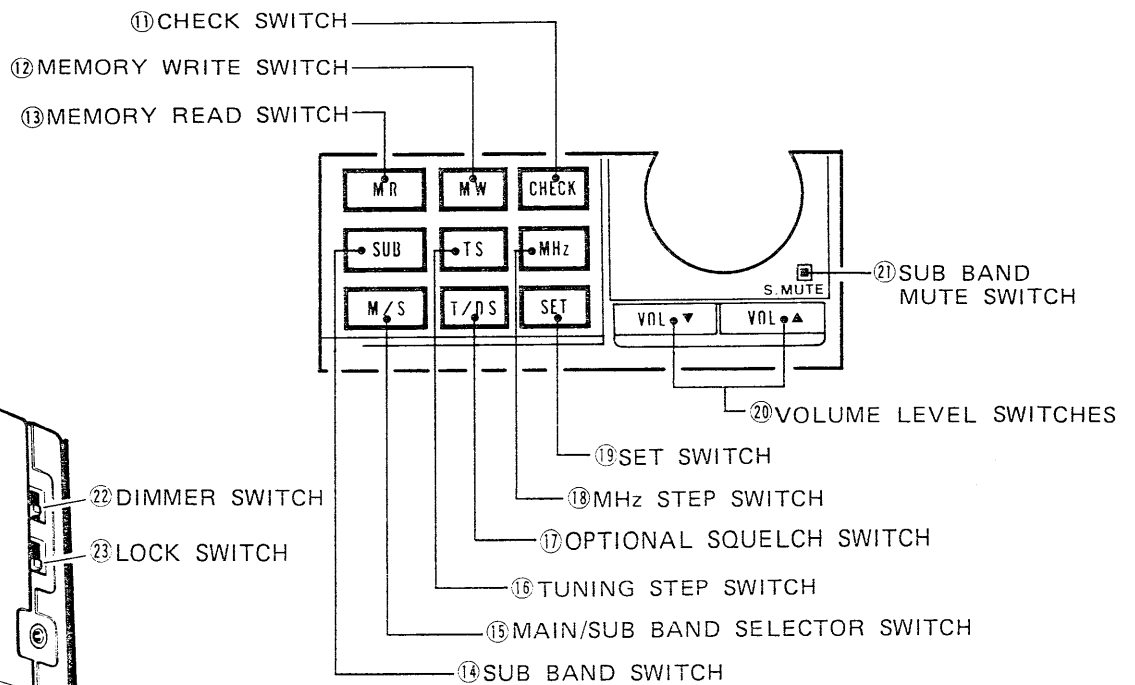 ⑪CHECK SWITCH
⑫MEMORY WRITE SWITCH
⑬MEMORY READ SWITCH
MR MW CHECK
SUB TS MHz
M/S T/DS SET
S.MUTE
VOL ▼ VOL ▲
㉑SUB BAND
MUTE SWITCH
⑳VOLUME LEVEL SWITCHES
⑲SET SWITCH
⑱MHz STEP SWITCH
⑰OPTIONAL SQUELCH SWITCH
⑯TUNING STEP SWITCH
⑮MAIN/SUB BAND SELECTOR SWITCH
⑭SUB BAND SWITCH
㉒DIMMER SWITCH
㉓LOCK SWITCH